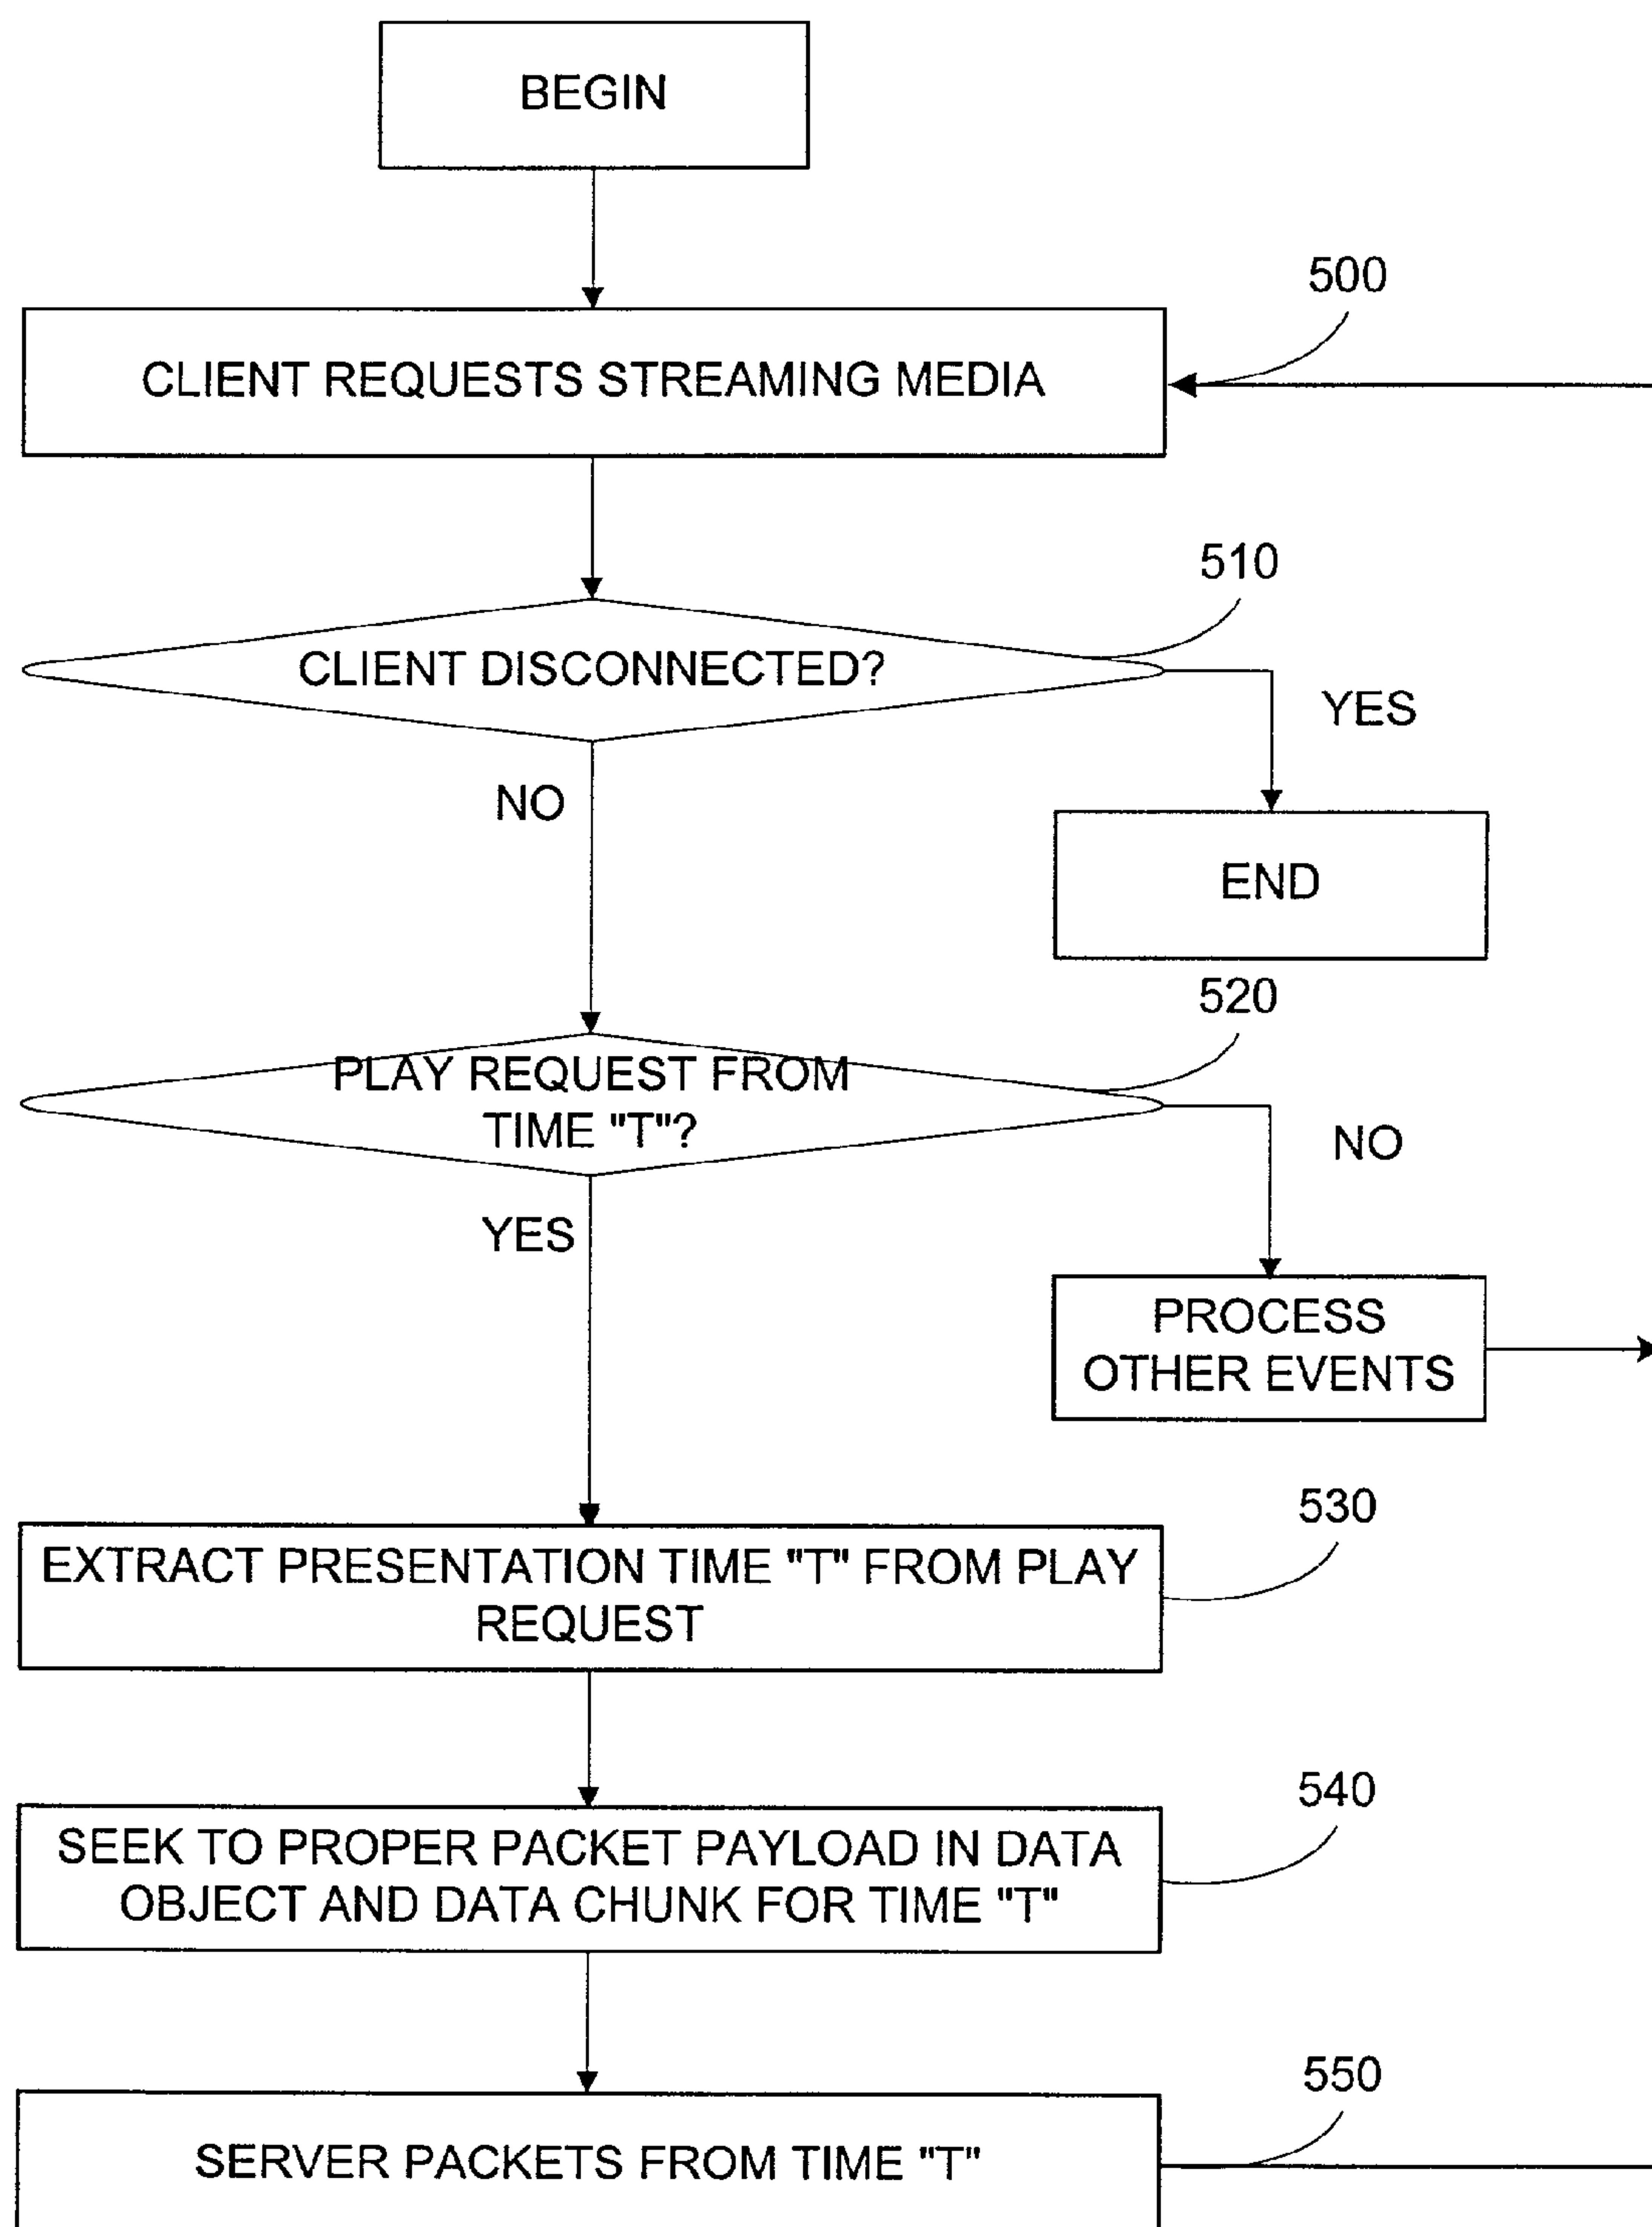 BEGIN
500
CLIENT REQUESTS STREAMING MEDIA
510
CLIENT DISCONNECTED?
YES
NO
END
520
PLAY REQUEST FROM
TIME "T"?
NO
YES
PROCESS
OTHER EVENTS
530
EXTRACT PRESENTATION TIME "T" FROM PLAY
REQUEST
540
SEEK TO PROPER PACKET PAYLOAD IN DATA
OBJECT AND DATA CHUNK FOR TIME "T"
550
SERVER PACKETS FROM TIME "T"